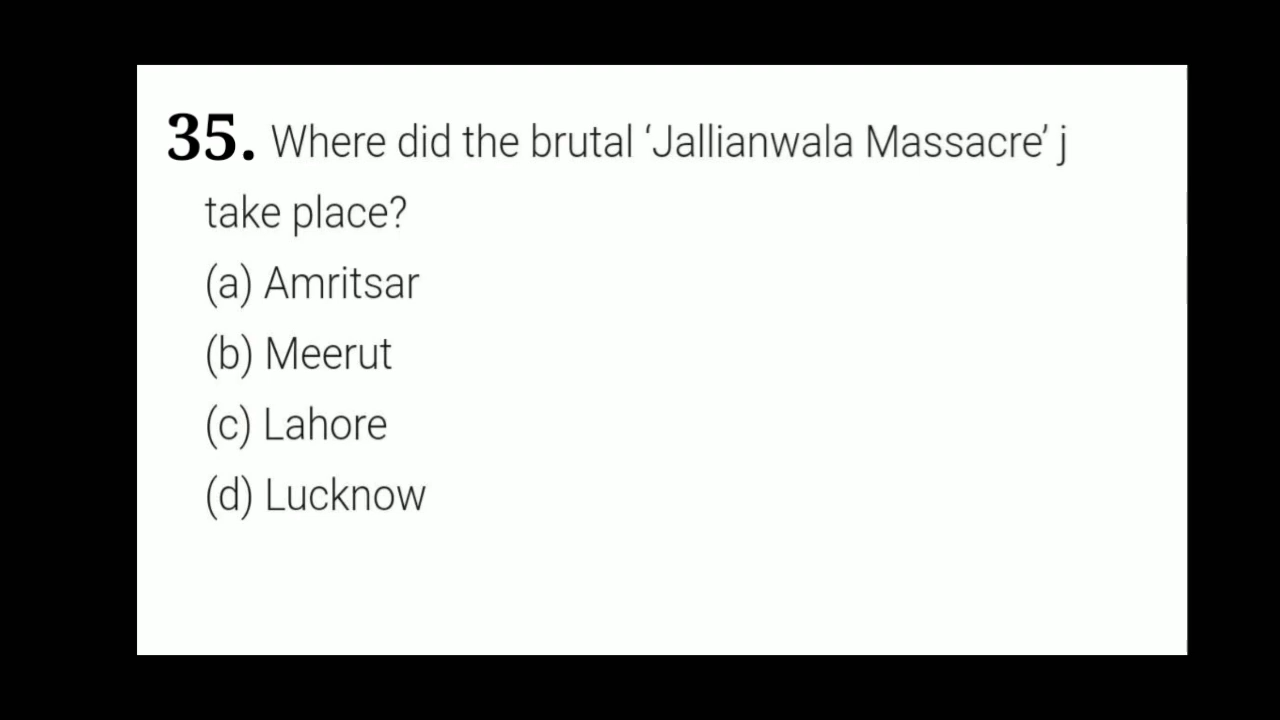 35. Where did the brutal ‘Jallianwala Massacre’ j
take place?
(a) Amritsar
(b) Meerut
(c) Lahore
(d) Lucknow